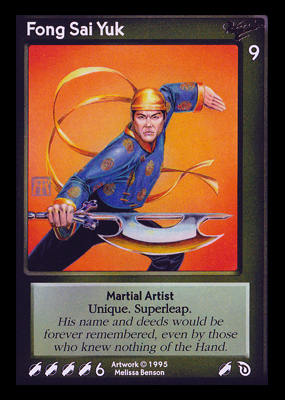 Fong Sai Yuk
9
Martial Artist
Unique. Superleap.
His name and deeds would be
forever remembered, even by those
who knew nothing of the Hand.
6
Artwork © 1995
Melissa Benson